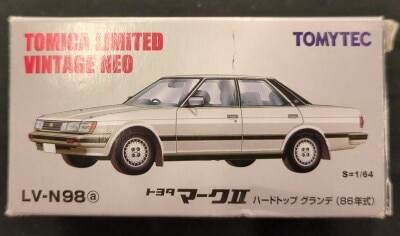 TOMICA LIMITED
VINTAGE NEO
TOMYTEC
S=1/64
LV-N98 a
トヨタ マークII ハードトップ グランデ (86年式)